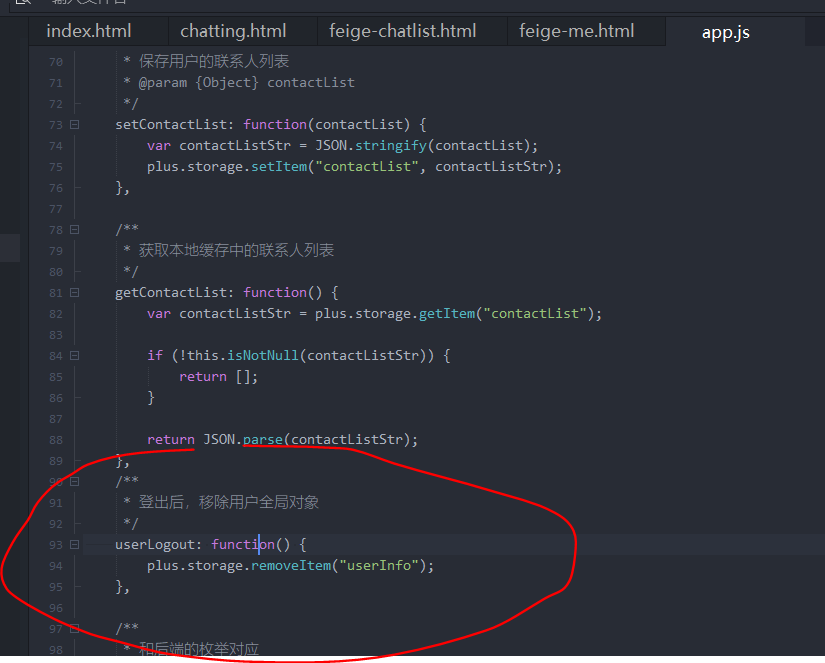 输入文件名
index.html chatting.html feige-chatlist.html feige-me.html app.js
70 * 保存用户的联系人列表
71 * @param {Object} contactList
72 */
73 setContactList: function(contactList) {
74 var contactListStr = JSON.stringify(contactList);
75 plus.storage.setItem("contactList", contactListStr);
76 },
77
78 /**
79 * 获取本地缓存中的联系人列表
80 */
81 getContactList: function() {
82 var contactListStr = plus.storage.getItem("contactList");
83
84 if (!this.isNotNull(contactListStr)) {
85 return [];
86 }
87
88 return JSON.parse(contactListStr);
89 },
90 /**
91 * 登出后，移除用户全局对象
92 */
93 userLogout: function() {
94 plus.storage.removeItem("userInfo");
95 },
96
97 /**
98 * 和后端的枚举对应